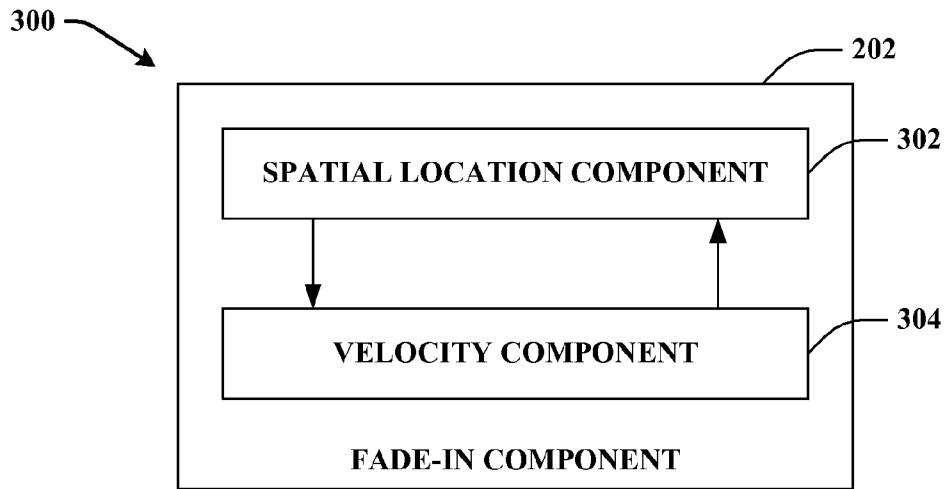 300
202
302
SPATIAL LOCATION COMPONENT
304
VELOCITY COMPONENT
FADE-IN COMPONENT